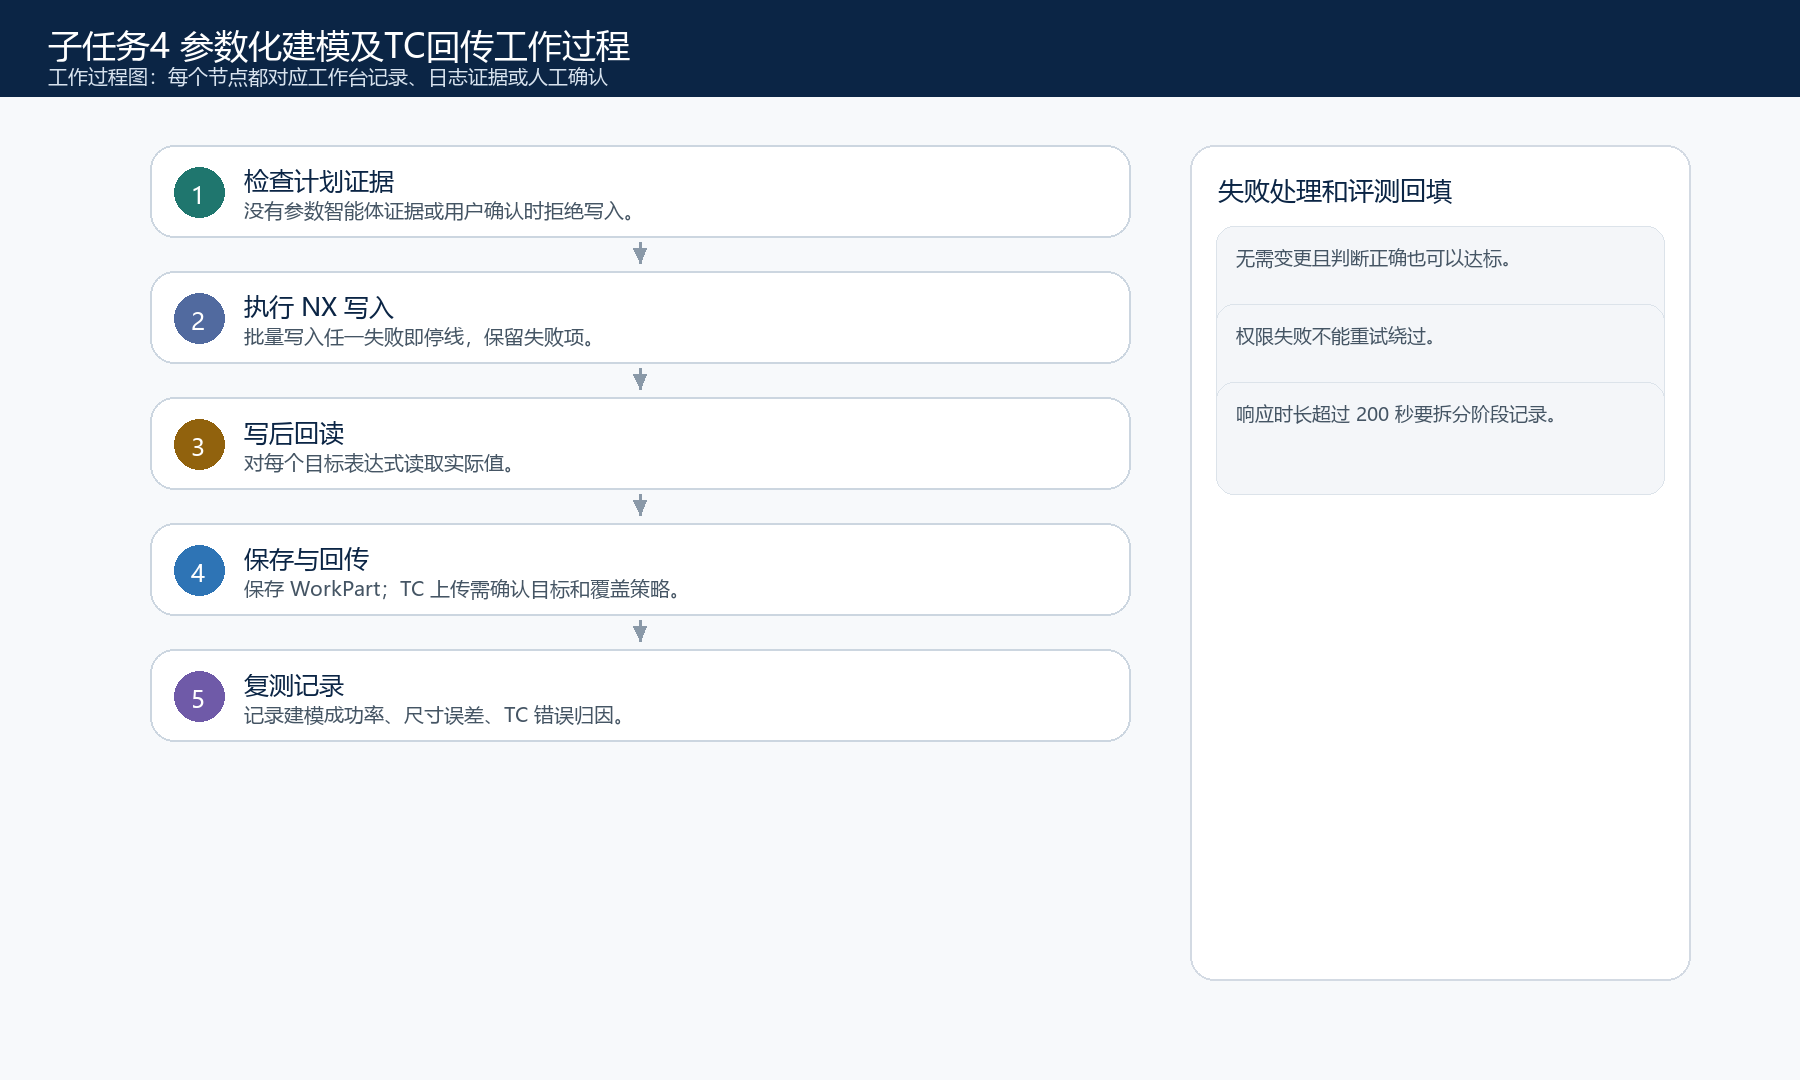 子任务4 参数化建模及TC回传工作过程
工作过程图：每个节点都对应工作台记录、日志证据或人工确认
1
检查计划证据
没有参数智能体证据或用户确认时拒绝写入。
2
执行 NX 写入
批量写入任一失败即停线，保留失败项。
3
写后回读
对每个目标表达式读取实际值。
4
保存与回传
保存 WorkPart；TC 上传需确认目标和覆盖策略。
5
复测记录
记录建模成功率、尺寸误差、TC 错误归因。
失败处理和评测回填
无需变更且判断正确也可以达标。
权限失败不能重试绕过。
响应时长超过 200 秒要拆分阶段记录。